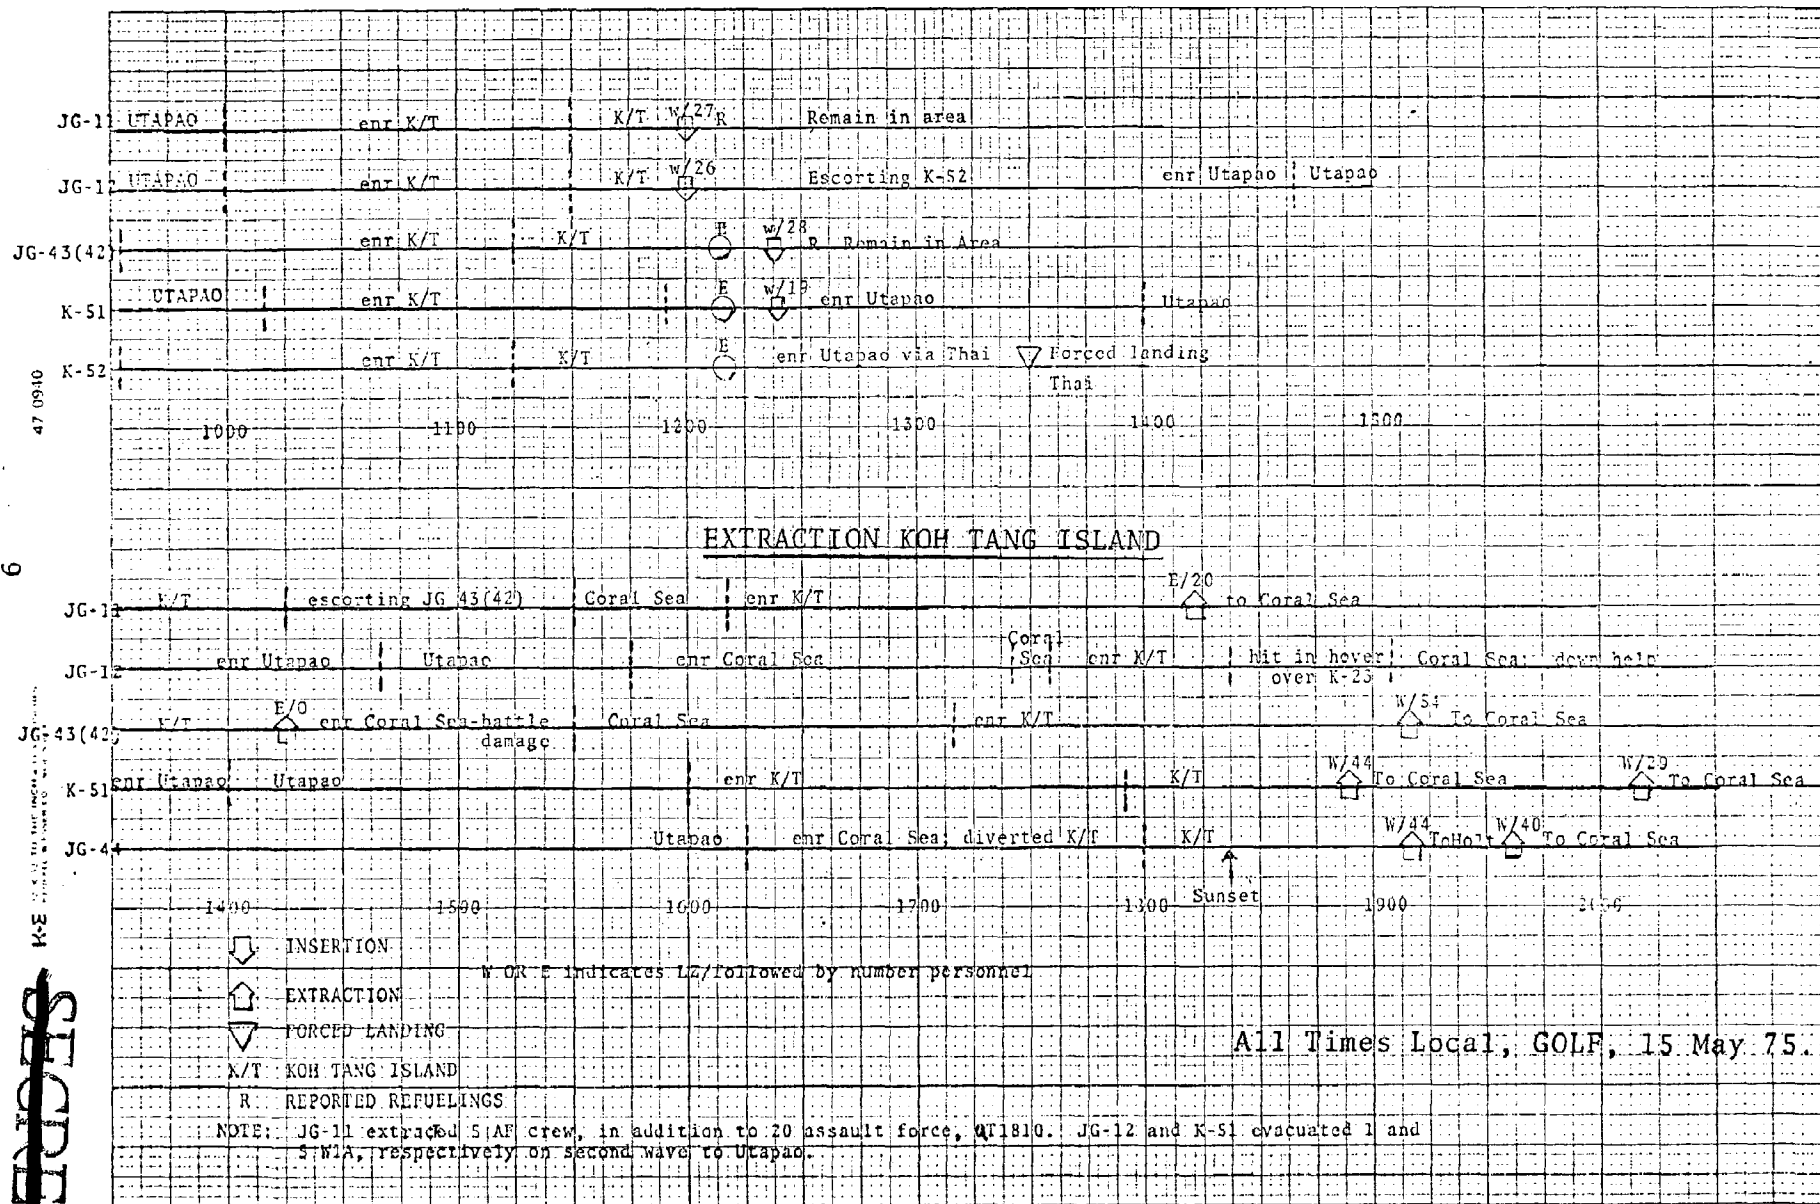 JG-11 UTAPAO enr K/T K/T W/27 R Remain in area
JG-12 UTAPAO enr K/T K/T W/26 Escorting K-52 enr Utapao Utapao
JG-43(42) enr K/T K/T E W/28 R Remain in Area
K-51 UTAPAO enr K/T E W/19 enr Utapao Utapao
K-52 enr K/T K/T E enr Utapao via Thai Forced landing
Thai
1000 1100 1200 1300 1400 1500
47 0940
6
EXTRACTION KOH TANG ISLAND
JG-11 K/T escorting JG 43(42) Coral Sea enr K/T E/20 to Coral Sea
JG-12 enr Utapao Utapao enr Coral Sea Coral Sea enr K/T hit in hover over K-23 Coral Sea; down
JG-43(42) K/T E/0 enr Coral Sea-battle damage Coral Sea enr K/T W/54 To Coral Sea
K-51 enr Utapao Utapao enr K/T K/T W/44 To Coral Sea W/29 To Coral Sea
JG-44 Utapao enr Coral Sea; diverted K/T K/T W/44 ToHolt W/40 To Coral Sea
Sunset
1400 1500 1600 1700 1800 1900 2000
K+E
INSERTION
W OR E indicates LZ/followed by number personnel
EXTRACTION
FORCED LANDING
All Times Local, GOLF, 15 May 75.
K/T KOH TANG ISLAND
R REPORTED REFUELINGS
NOTE: JG-11 extracted 5 AF crew, in addition to 20 assault force, AT1810. JG-12 and K-51 evacuated 1 and
5 WIA, respectively on second wave to Utapao.
SECRET